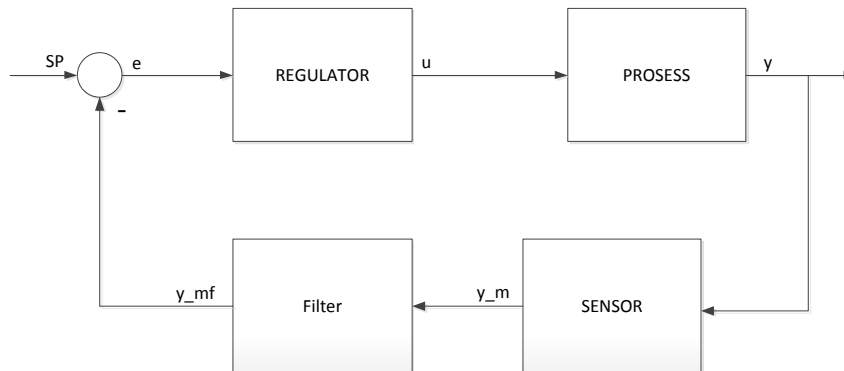 SP
e
REGULATOR
u
PROSESS
y
-
y_mf
Filter
y_m
SENSOR